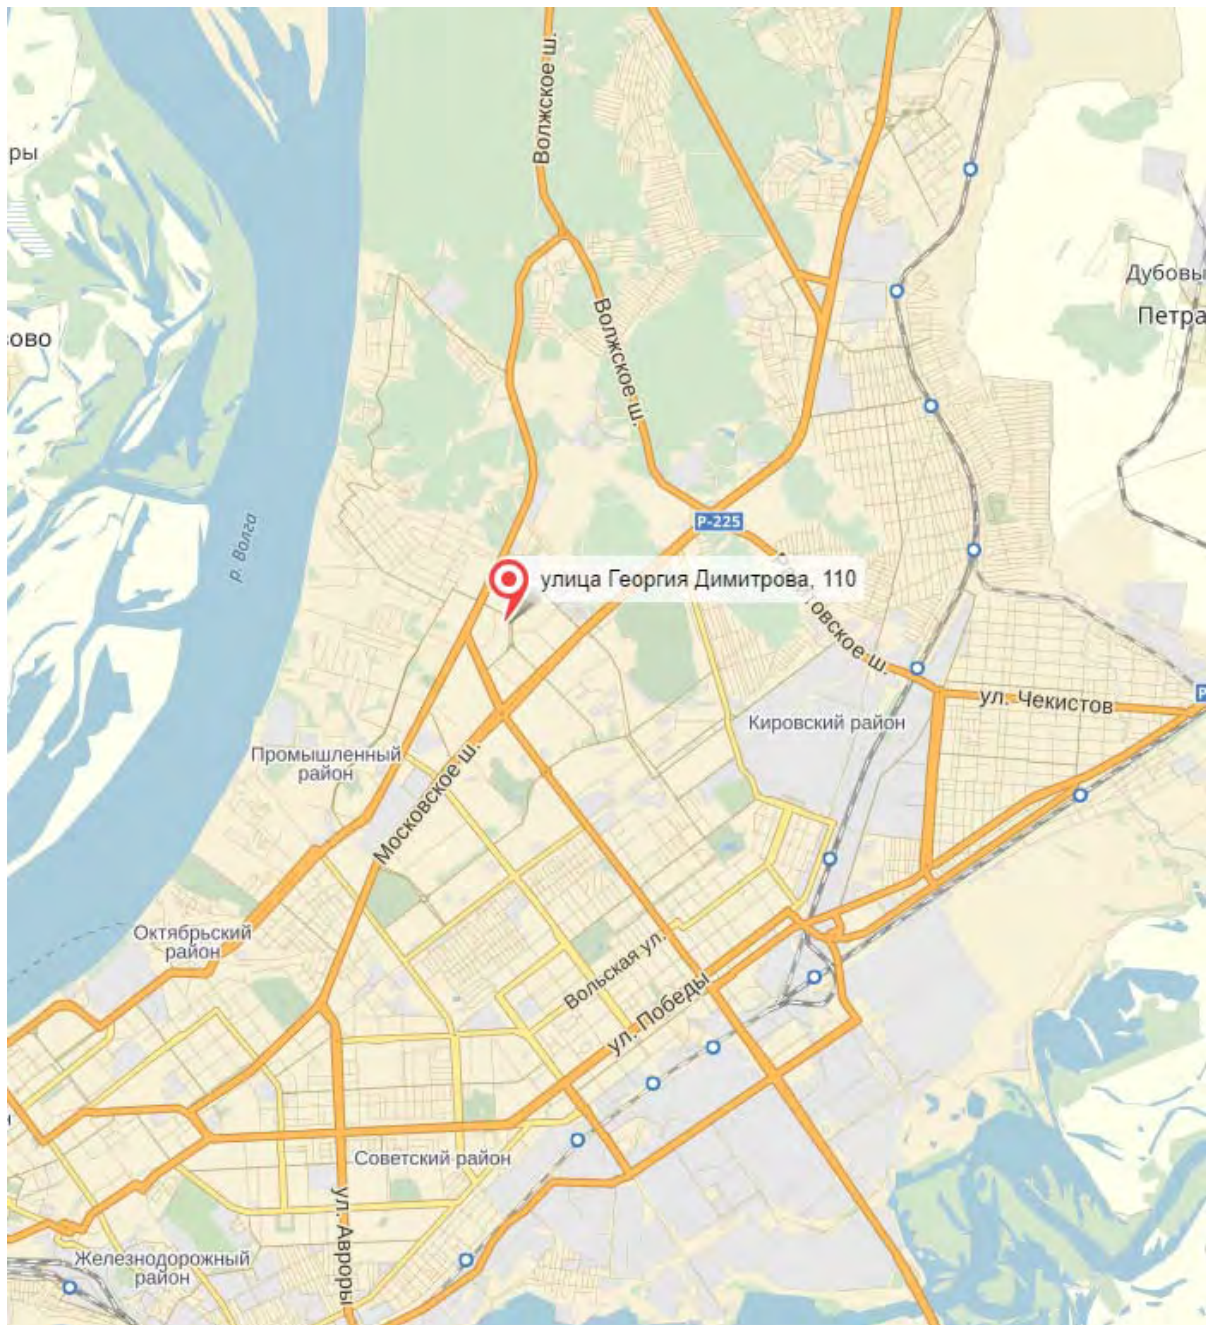 Волжское ш.
ры
Дубовы
Петра
Волжское ш.
ово
Р-225
р. Волга
улица Георгия Димитрова, 110
товское ш.
ул. Чекистов
Р
Кировский район
Промышленный
район
Московское ш.
Октябрьский
район
Вольская ул.
ул. Победы
Советский район
ул. Авроры
Железнодорожный
район